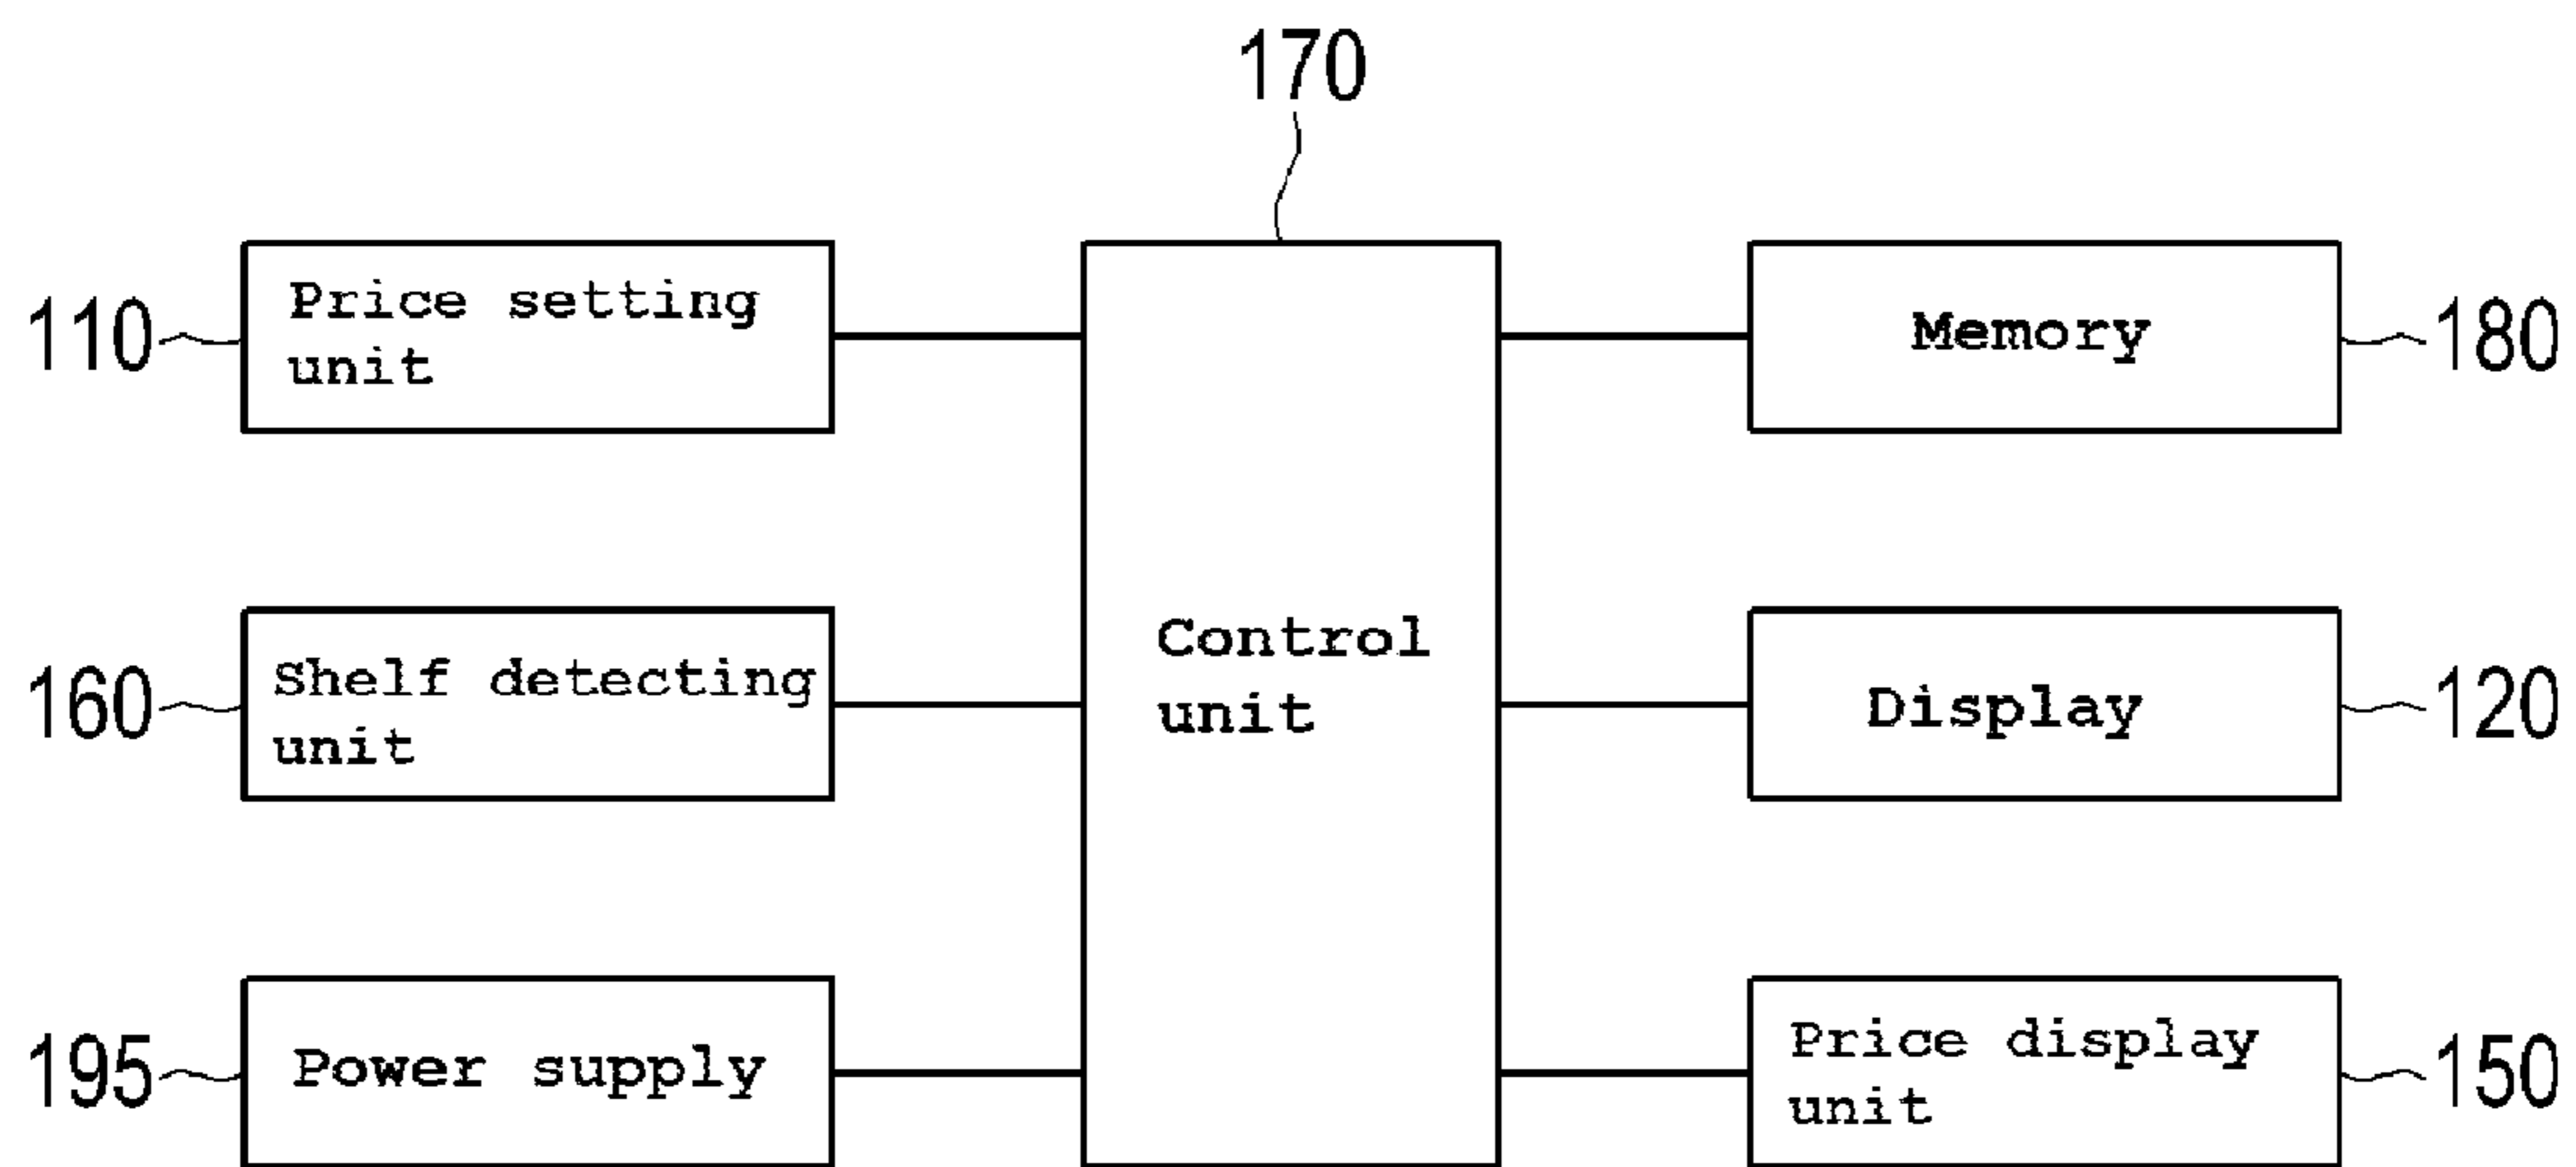 170
110
Price setting
unit
Memory
180
160
Shelf detecting
unit
Control
unit
Display
120
195
Power supply
Price display
unit
150